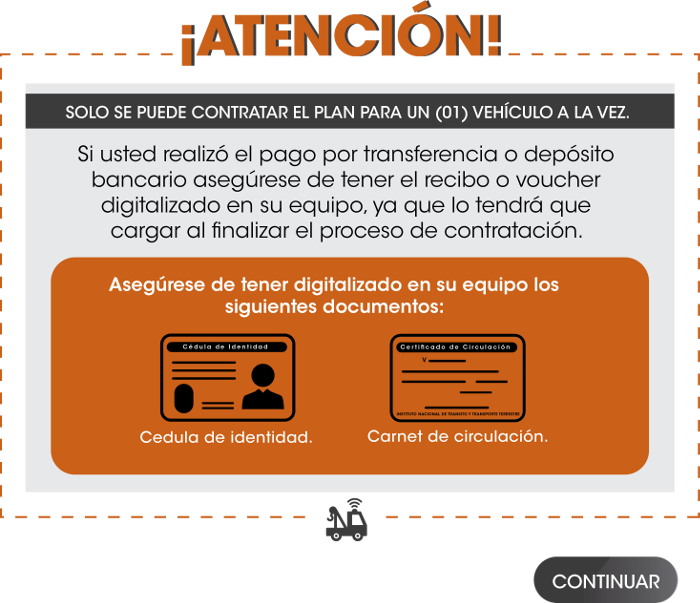 ¡ATENCIÓN!
SOLO SE PUEDE CONTRATAR EL PLAN PARA UN (01) VEHÍCULO A LA VEZ.
Si usted realizó el pago por transferencia o depósito
bancario asegúrese de tener el recibo o voucher
digitalizado en su equipo, ya que lo tendrá que
cargar al finalizar el proceso de contratación.
Asegúrese de tener digitalizado en su equipo los
siguientes documentos:
Cédula de Identidad
Certificado de Circulación
V
INSTITUTO NACIONAL DE TRANSITO Y TRANSPORTE TERRESTRE
Cedula de identidad.
Carnet de circulación.
CONTINUAR